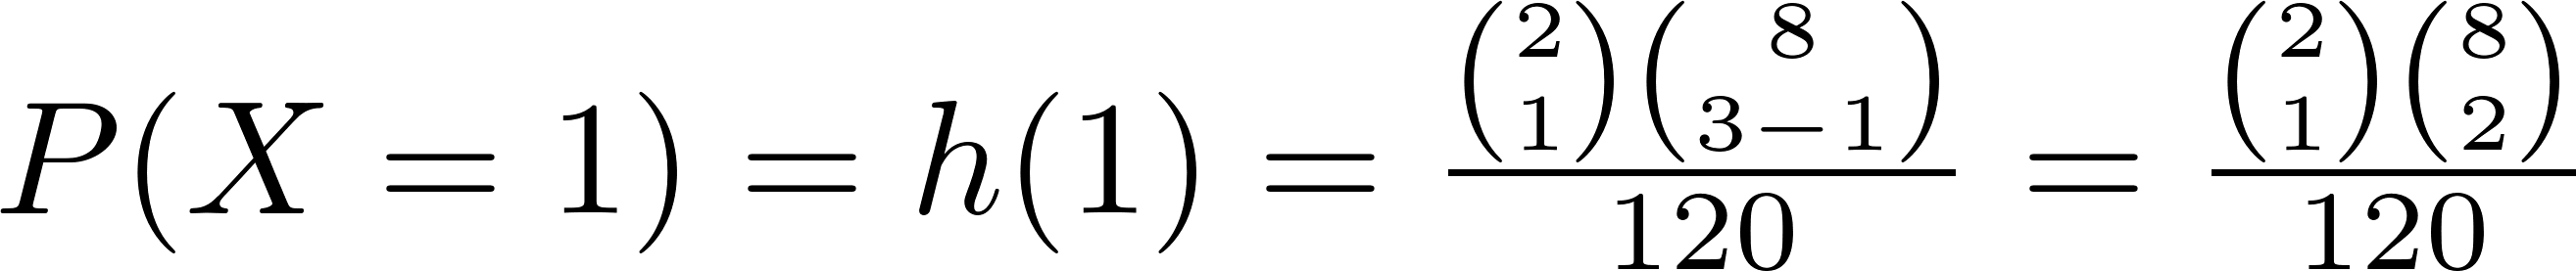 $P(X = 1) = h(1) = \frac{\binom{2}{1}\binom{8}{3-1}}{120} = \frac{\binom{2}{1}\binom{8}{2}}{120}$